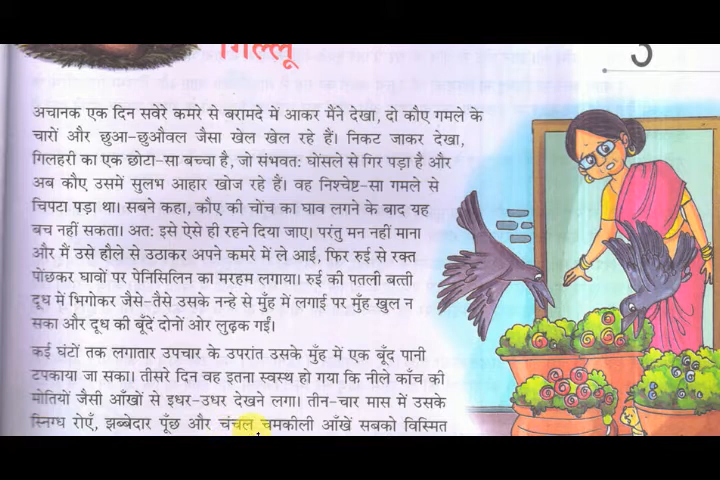 गिल्लू
3
अचानक एक दिन सवेरे कमरे से बरामदे में आकर मैंने देखा, दो कौए गमले के
चारों और छुआ-छुऔवल जैसा खेल खेल रहे हैं। निकट जाकर देखा,
गिलहरी का एक छोटा-सा बच्चा है, जो संभवत: घोंसले से गिर पड़ा है और
अब कौए उसमें सुलभ आहार खोज रहे हैं। वह निश्चेष्ट-सा गमले से
चिपटा पड़ा था। सबने कहा, कौए की चोंच का घाव लगने के बाद यह
बच नहीं सकता। अत: इसे ऐसे ही रहने दिया जाए। परंतु मन नहीं माना
और मैं उसे हौले से उठाकर अपने कमरे में ले आई, फिर रुई से रक्त
पोंछकर घावों पर पेनिसिलिन का मरहम लगाया। रुई की पतली बत्ती
दूध में भिगोकर जैसे-तैसे उसके नन्हे से मुँह में लगाई पर मुँह खुल न
सका और दूध की बूँदें दोनों ओर लुढ़क गईं।
कई घंटों तक लगातार उपचार के उपरांत उसके मुँह में एक बूँद पानी
टपकाया जा सका। तीसरे दिन वह इतना स्वस्थ हो गया कि नीले काँच की
मोतियों जैसी आँखों से इधर-उधर देखने लगा। तीन-चार मास में उसके
स्निग्ध रोएँ, झब्बेदार पूँछ और चंचल चमकीली आँखें सबको विस्मित